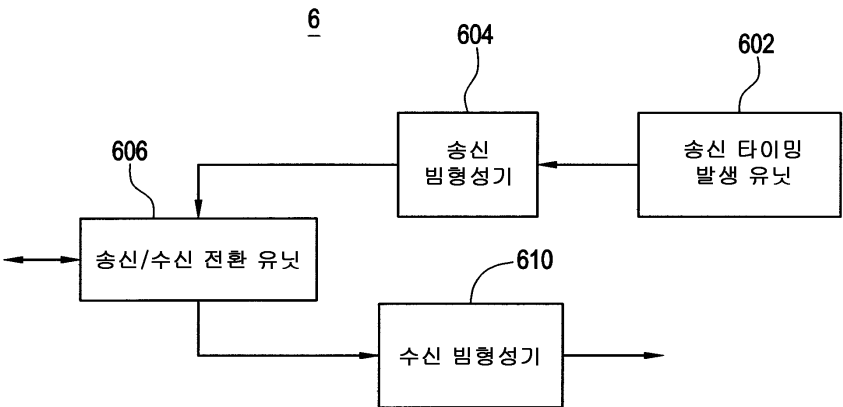 6
604
602
송신
빔형성기
송신 타이밍
발생 유닛
606
송신/수신 전환 유닛
610
수신 빔형성기